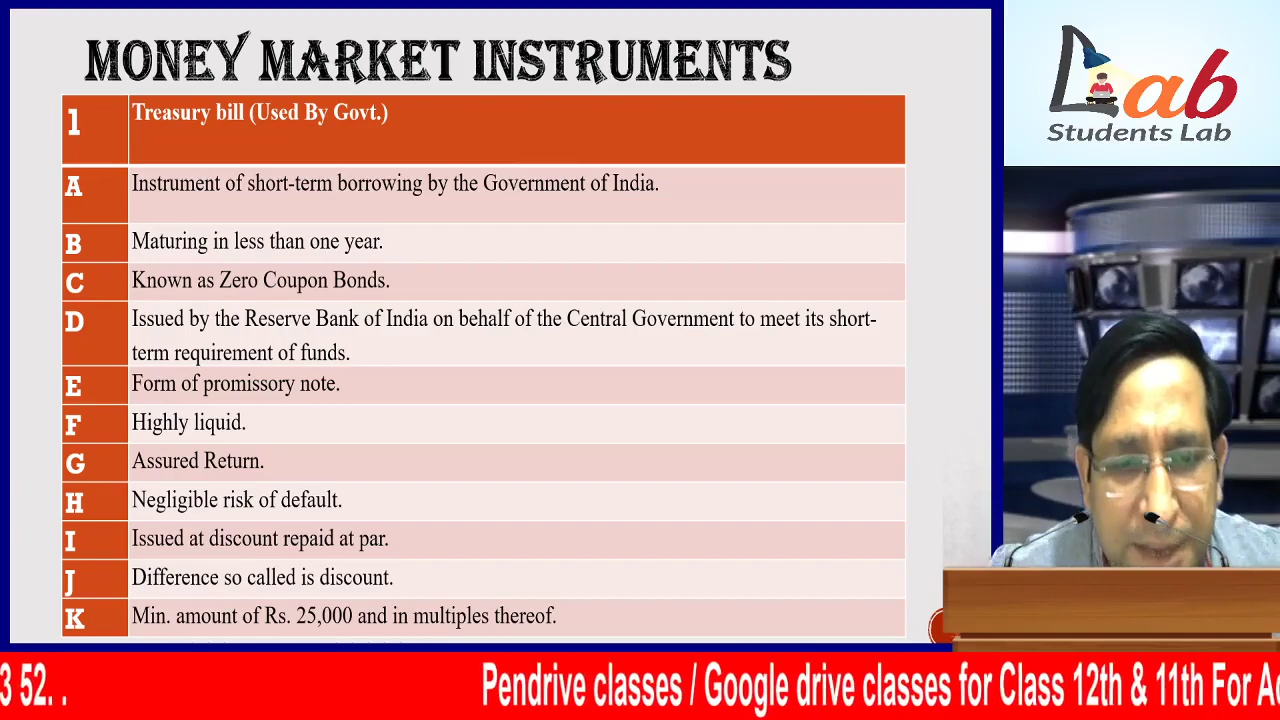 MONEY MARKET INSTRUMENTS
1 Treasury bill (Used By Govt.)
A Instrument of short-term borrowing by the Government of India.
B Maturing in less than one year.
C Known as Zero Coupon Bonds.
D Issued by the Reserve Bank of India on behalf of the Central Government to meet its short-
term requirement of funds.
E Form of promissory note.
F Highly liquid.
G Assured Return.
H Negligible risk of default.
I Issued at discount repaid at par.
J Difference so called is discount.
K Min. amount of Rs. 25,000 and in multiples thereof.
Lab
Students Lab
3 52. . Pendrive classes / Google drive classes for Class 12th & 11th For